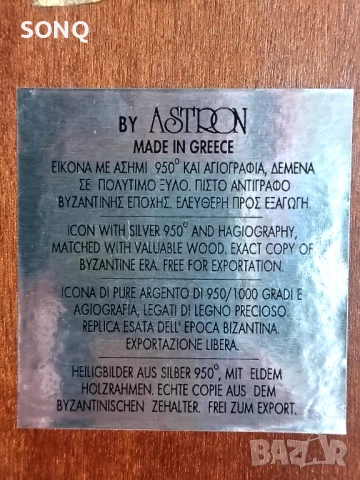 SONQ
BY ASTRON
MADE IN GREECE
ΕΙΚΟΝΑ ΜΕ ΑΣΗΜΙ 950° ΚΑΙ ΑΓΙΟΓΡΑΦΙΑ, ΔΕΜΕΝΑ
ΣΕ ΠΟΛΥΤΙΜΟ ΞΥΛΟ. ΠΙΣΤΟ ΑΝΤΙΓΡΑΦΟ
ΒΥΖΑΝΤΙΝΗΣ ΕΠΟΧΗΣ. ΕΛΕΥΘΕΡΗ ΠΡΟΣ ΕΞΑΓΩΓΗ.
ICON WITH SILVER 950° AND HAGIOGRAPHY,
MATCHED WITH VALUABLE WOOD. EXACT COPY OF
BYZANTINE ERA. FREE FOR EXPORTATION.
ICONA DI PURE ARGENTO DI 950/1000 GRADI E
AGIOGRAFIA, LEGATI DI LEGNO PRECIOSO.
REPLICA ESATA DELL' EPOCA BIZANTINA.
EXPORTAZIONE LIBERA.
HEILIGBILDER AUS SILBER 950°, MIT ELDEM
HOLZRAHMEN. ECHTE COPIE AUS DEM
BYZANTINISCHEN ZEHALTER. FREI ZUM EXPORT.
BAZAR